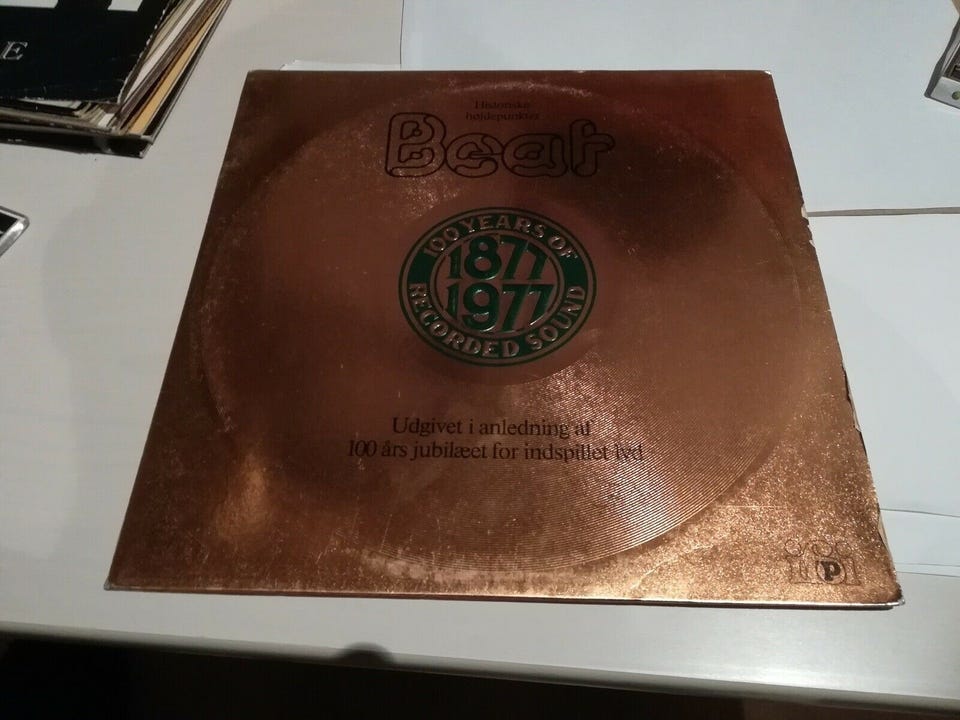 E
Historiske
højdepunkter
Beat
100 YEARS OF
1877
1977
RECORDED SOUND
Udgivet i anledning af
100 års jubilæet for indspillet lyd
P